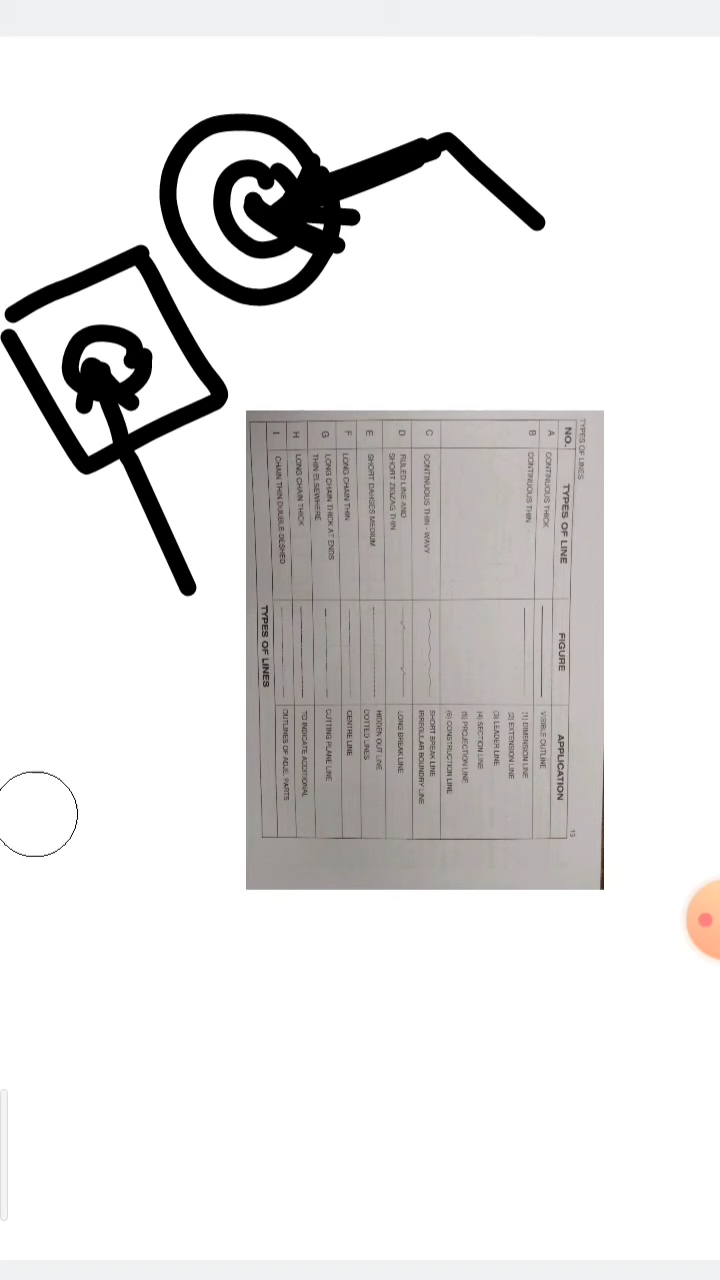 TYPES OF LINES
13
NO. TYPES OF LINE FIGURE APPLICATION
A CONTINUOUS THICK VISIBLE OUTLINE
B CONTINUOUS THIN (1) DIMENSION LINE
(2) EXTENSION LINE
(3) LEADER LINE
(4) SECTION LINE
(5) PROJECTION LINE
(6) CONSTRUCTION LINE
C CONTINUOUS THIN - WAVY SHORT BREAK LINE
IRREGULAR BOUNDRY LINE
D RULED LINE AND LONG BREAK LINE
SHORT ZIGZAG THIN
E SHORT DAHSES MEDIUM HIDDEN OUT LINE
DOTTED LINES
F LONG CHAIN THIN CENTRE LINE
G LONG CHAIN THICK AT ENDS CUTTING PLANE LINE
THIN ELSEWHERE
H LONG CHAIN THICK TO INDICATE ADDITIONAL
I CHAIN THIN DOUBLE DESHED OUTLINES OF ADJE. PARTS
TYPES OF LINES